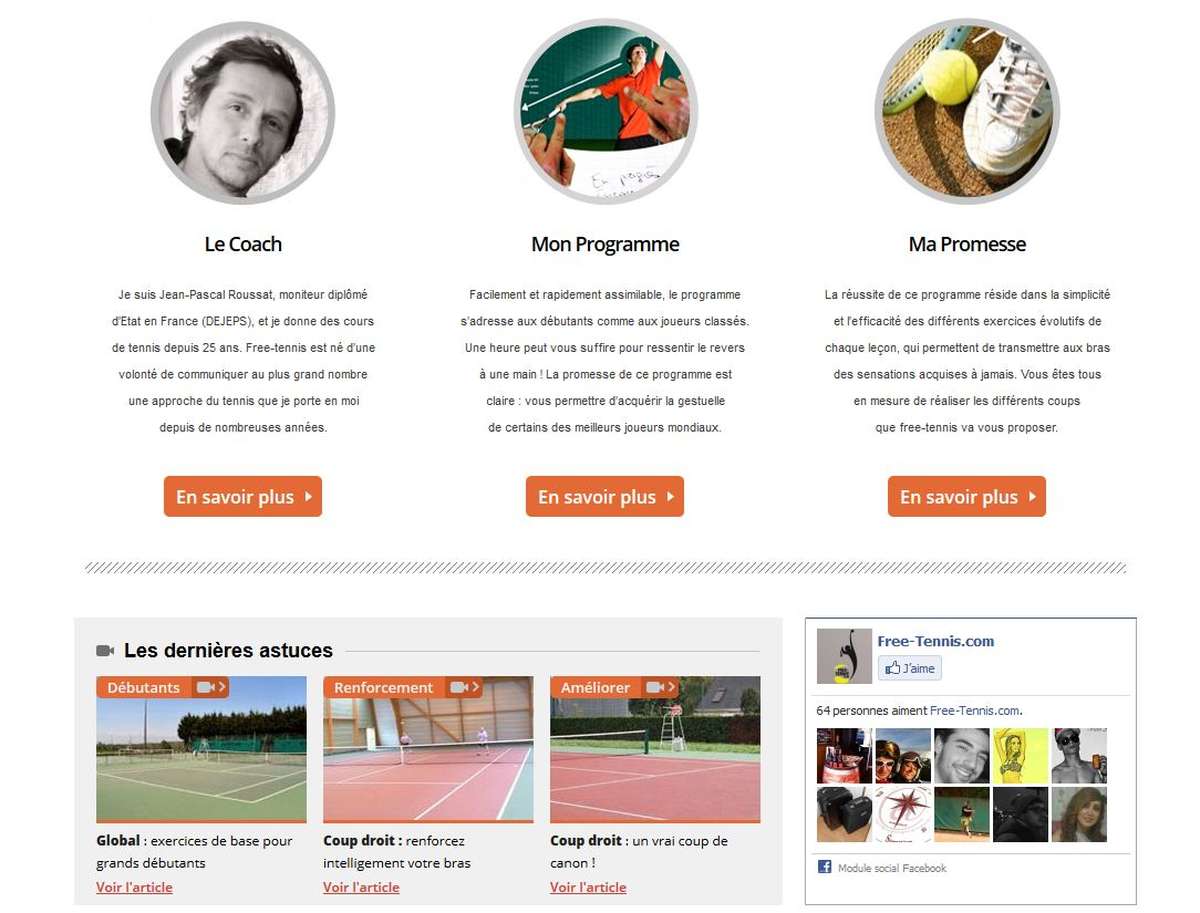 Le Coach
Je suis Jean-Pascal Roussat, moniteur diplômé
d'Etat en France (DEJEPS), et je donne des cours
de tennis depuis 25 ans. Free-tennis est né d'une
volonté de communiquer au plus grand nombre
une approche du tennis que je porte en moi
depuis de nombreuses années.
En savoir plus
Mon Programme
Facilement et rapidement assimilable, le programme
s'adresse aux débutants comme aux joueurs classés.
Une heure peut vous suffire pour ressentir le revers
à une main ! La promesse de ce programme est
claire : vous permettre d'acquérir la gestuelle
de certains des meilleurs joueurs mondiaux.
En savoir plus
Ma Promesse
La réussite de ce programme réside dans la simplicité
et l'efficacité des différents exercices évolutifs de
chaque leçon, qui permettent de transmettre aux bras
des sensations acquises à jamais. Vous êtes tous
en mesure de réaliser les différents coups
que free-tennis va vous proposer.
En savoir plus
Les dernières astuces
Débutants
Global : exercices de base pour
grands débutants
Voir l'article
Renforcement
Coup droit : renforcez
intelligement votre bras
Voir l'article
Améliorer
Coup droit : un vrai coup de
canon !
Voir l'article
Free-Tennis.com
J'aime
64 personnes aiment Free-Tennis.com.
Module social Facebook